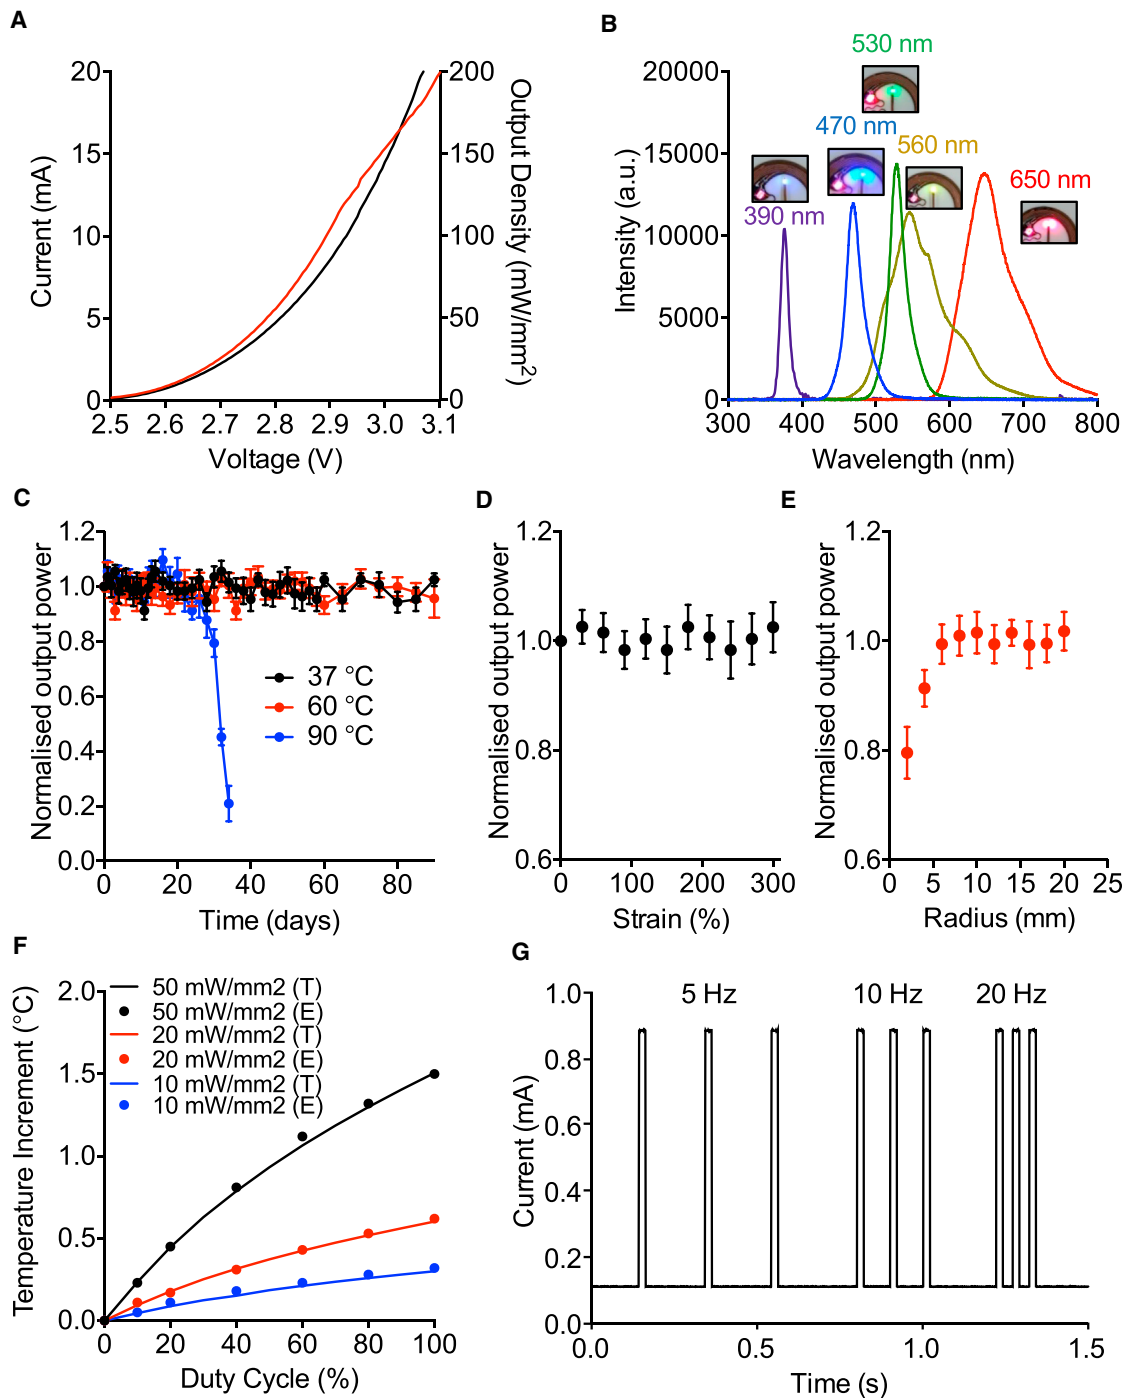 A
20
15
10
5
0
Current (mA)
200
150
100
50
0
Output Density (mW/mm²)
2.5 2.6 2.7 2.8 2.9 3.0 3.1
Voltage (V)
B
530 nm
470 nm
560 nm
390 nm
650 nm
20000
15000
10000
5000
0
Intensity (a.u.)
300 400 500 600 700 800
Wavelength (nm)
C
1.2
1.0
0.8
0.6
0.4
0.2
0.0
Normalised output power
37 °C
60 °C
90 °C
0 20 40 60 80
Time (days)
D
1.2
1.0
0.8
0.6
Normalised output power
0 100 200 300
Strain (%)
E
1.2
1.0
0.8
0.6
Normalised output power
0 5 10 15 20 25
Radius (mm)
F
2.0
1.5
1.0
0.5
0.0
Temperature Increment (°C)
50 mW/mm2 (T)
50 mW/mm2 (E)
20 mW/mm2 (T)
20 mW/mm2 (E)
10 mW/mm2 (T)
10 mW/mm2 (E)
0 20 40 60 80 100
Duty Cycle (%)
G
1.0
0.8
0.6
0.4
0.2
0.0
Current (mA)
5 Hz 10 Hz 20 Hz
0.0 0.5 1.0 1.5
Time (s)